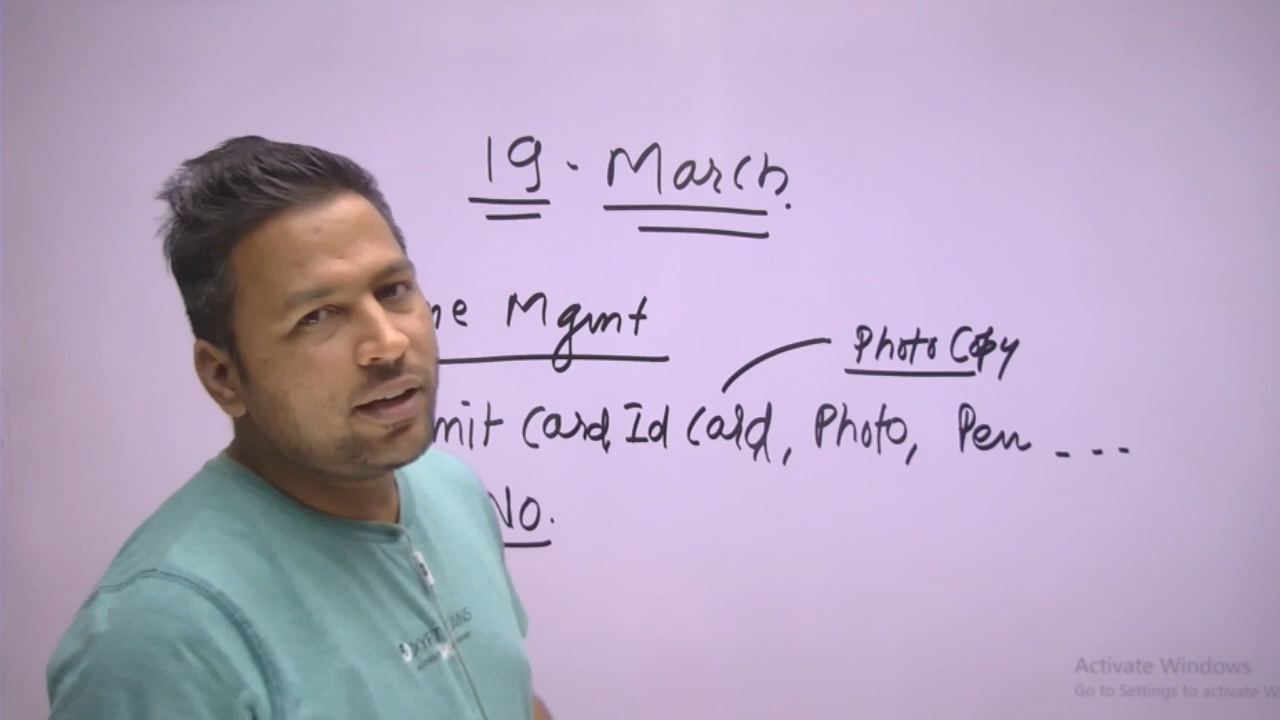 19 · March.
me Mgmt
Photo Copy
mit Card, Id Card, Photo, Pen - - - -
No.
Activate Windows
Go to Settings to activate W